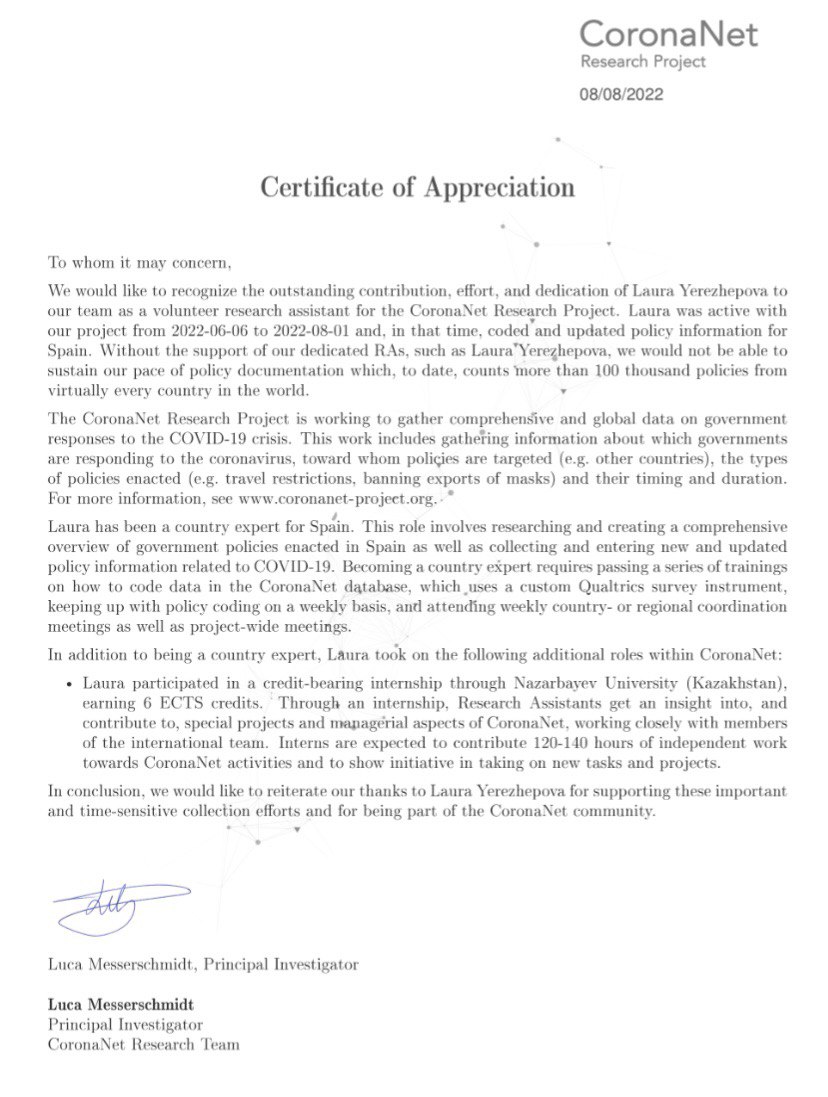 CoronaNet
Research Project
08/08/2022
Certificate of Appreciation
To whom it may concern,
We would like to recognize the outstanding contribution, effort, and dedication of Laura Yerezhepova to
our team as a volunteer research assistant for the CoronaNet Research Project. Laura was active with
our project from 2022-06-06 to 2022-08-01 and, in that time, coded and updated policy information for
Spain. Without the support of our dedicated RAs, such as Laura Yerezhepova, we would not be able to
sustain our pace of policy documentation which, to date, counts more than 100 thousand policies from
virtually every country in the world.
The CoronaNet Research Project is working to gather comprehensive and global data on government
responses to the COVID-19 crisis. This work includes gathering information about which governments
are responding to the coronavirus, toward whom policies are targeted (e.g. other countries), the types
of policies enacted (e.g. travel restrictions, banning exports of masks) and their timing and duration.
For more information, see www.coronanet-project.org.
Laura has been a country expert for Spain. This role involves researching and creating a comprehensive
overview of government policies enacted in Spain as well as collecting and entering new and updated
policy information related to COVID-19. Becoming a country expert requires passing a series of trainings
on how to code data in the CoronaNet database, which uses a custom Qualtrics survey instrument,
keeping up with policy coding on a weekly basis, and attending weekly country- or regional coordination
meetings as well as project-wide meetings.
In addition to being a country expert, Laura took on the following additional roles within CoronaNet:
• Laura participated in a credit-bearing internship through Nazarbayev University (Kazakhstan),
earning 6 ECTS credits. Through an internship, Research Assistants get an insight into, and
contribute to, special projects and managerial aspects of CoronaNet, working closely with members
of the international team. Interns are expected to contribute 120-140 hours of independent work
towards CoronaNet activities and to show initiative in taking on new tasks and projects.
In conclusion, we would like to reiterate our thanks to Laura Yerezhepova for supporting these important
and time-sensitive collection efforts and for being part of the CoronaNet community.
Luca Messerschmidt, Principal Investigator
Luca Messerschmidt
Principal Investigator
CoronaNet Research Team